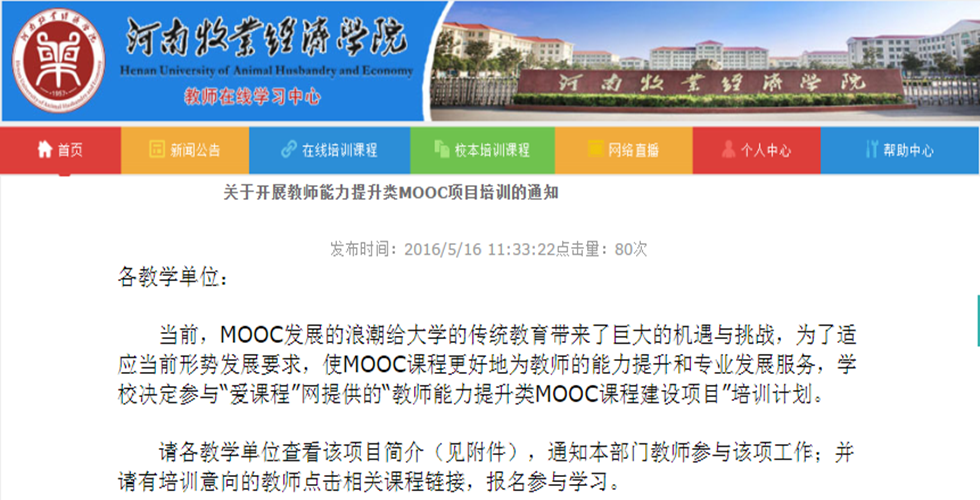 河南牧业经济学院
Henan University of Animal Husbandry and Economy
教师在线学习中心
河南牧业经济学院
首页 新闻公告 在线培训课程 校本培训课程 网络直播 个人中心 帮助中心
关于开展教师能力提升类MOOC项目培训的通知
发布时间：2016/5/16 11:33:22点击量：80次
各教学单位：
当前，MOOC发展的浪潮给大学的传统教育带来了巨大的机遇与挑战，为了适
应当前形势发展要求，使MOOC课程更好地为教师的能力提升和专业发展服务，学
校决定参与“爱课程”网提供的“教师能力提升类MOOC课程建设项目”培训计划。
请各教学单位查看该项目简介（见附件），通知本部门教师参与该项工作；并
请有培训意向的教师点击相关课程链接，报名参与学习。